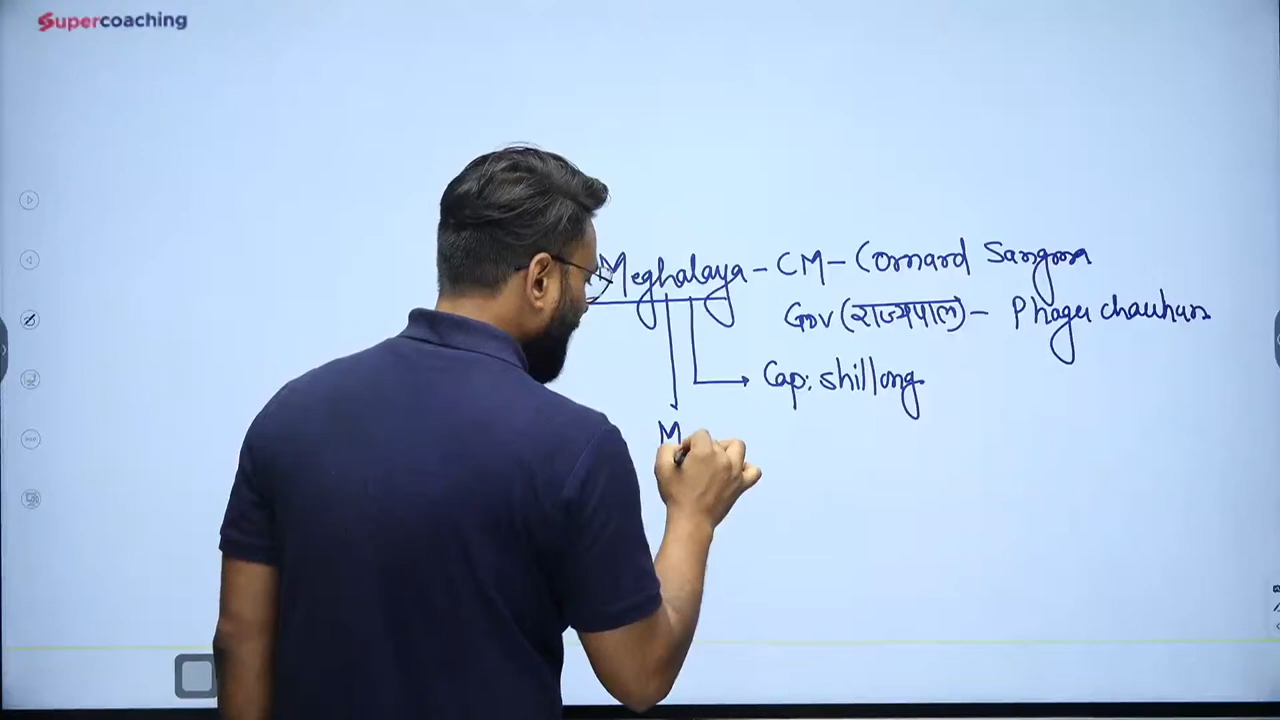 Supercoaching
Meghalaya - CM - Cornard Sangma
Gov (राज्यपाल) - Phagu chauhan
Cap: shillong
M